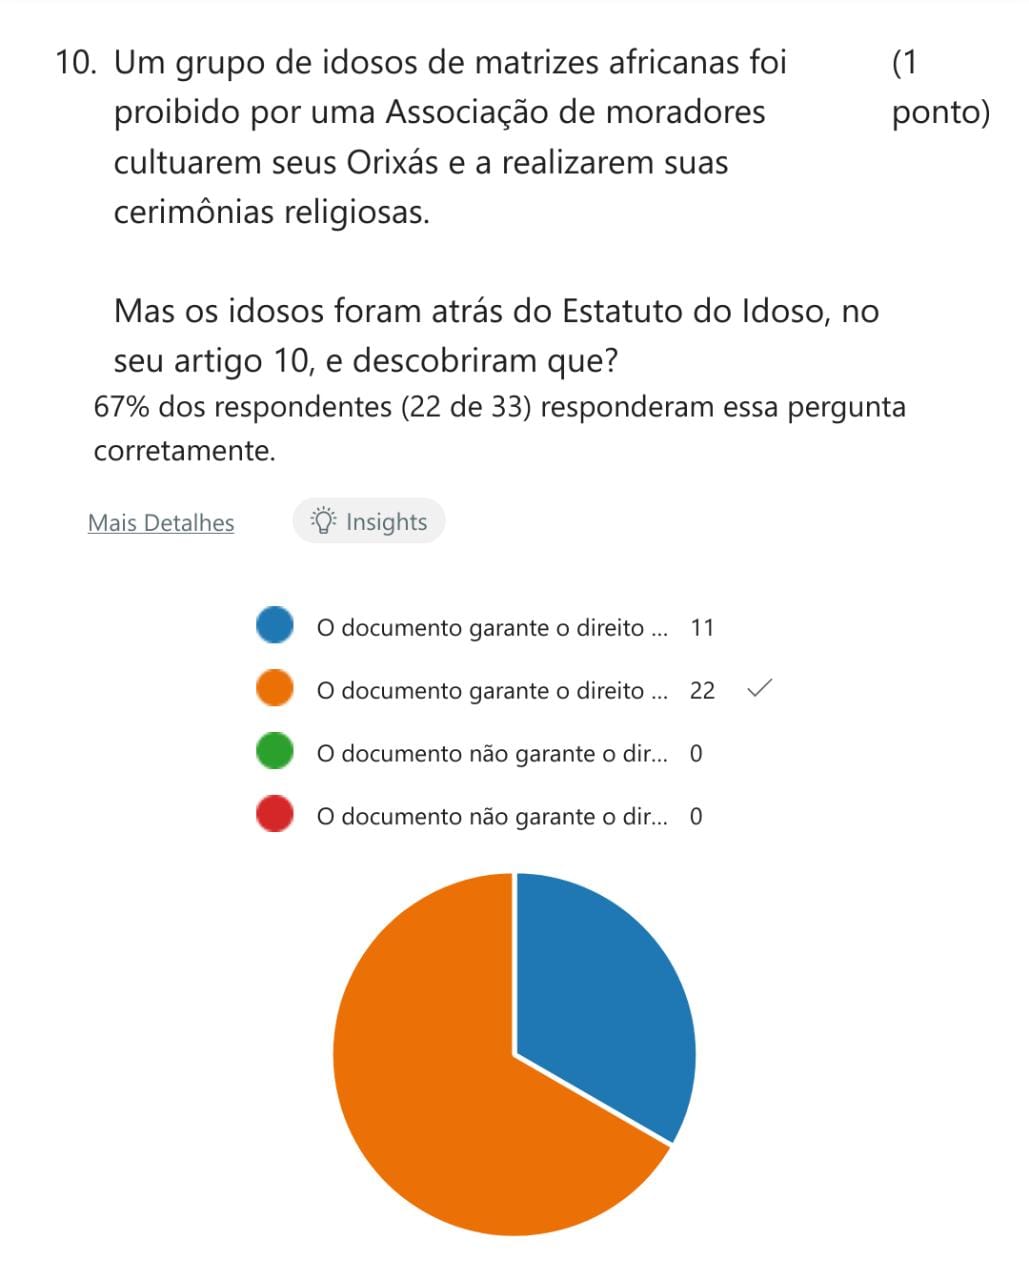 10. Um grupo de idosos de matrizes africanas foi (1
proibido por uma Associação de moradores ponto)
cultuarem seus Orixás e a realizarem suas
cerimônias religiosas.
Mas os idosos foram atrás do Estatuto do Idoso, no
seu artigo 10, e descobriram que?
67% dos respondentes (22 de 33) responderam essa pergunta
corretamente.
Mais Detalhes Insights
O documento garante o direito ... 11
O documento garante o direito ... 22
O documento não garante o dir... 0
O documento não garante o dir... 0